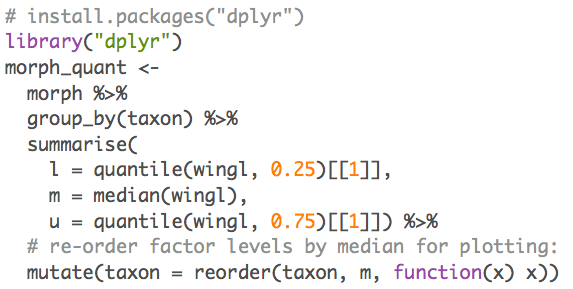 # install.packages("dplyr")
library("dplyr")
morph_quant <-
  morph %>%
  group_by(taxon) %>%
  summarise(
    l = quantile(wingl, 0.25)[[1]],
    m = median(wingl),
    u = quantile(wingl, 0.75)[[1]]) %>%
  # re-order factor levels by median for plotting:
  mutate(taxon = reorder(taxon, m, function(x) x))